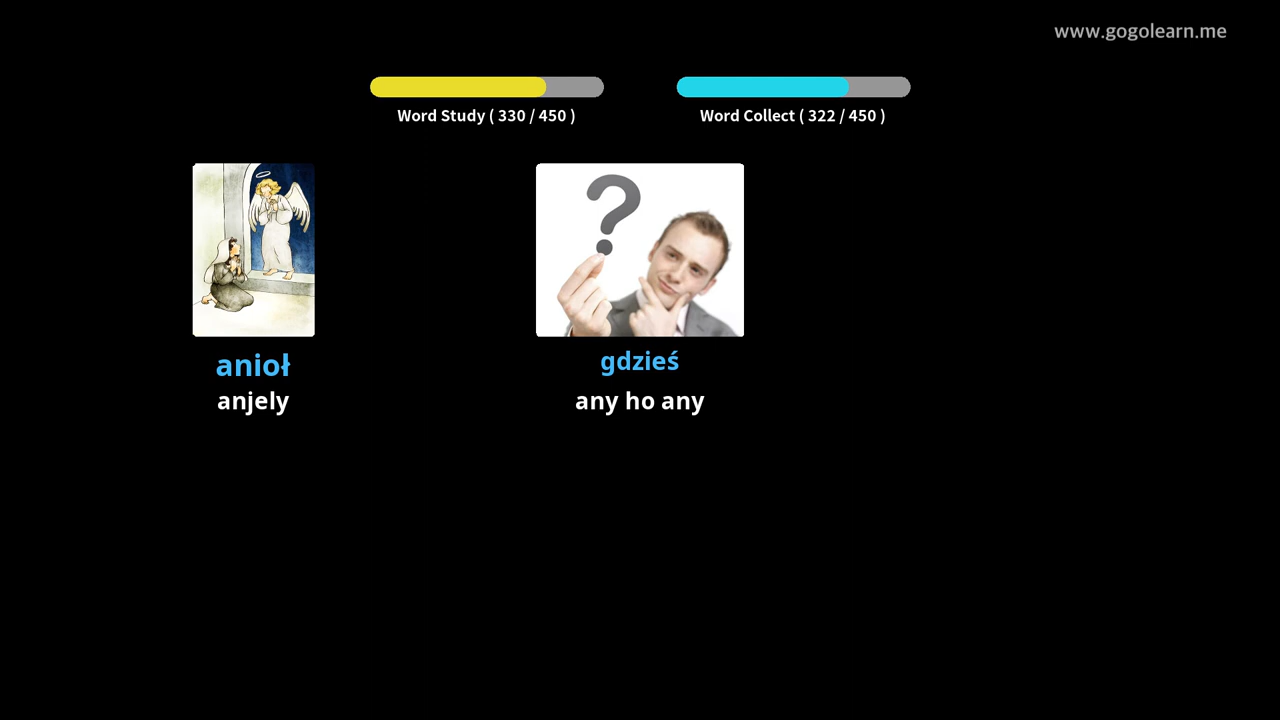 www.gogolearn.me
Word Study ( 330 / 450 )
Word Collect ( 322 / 450 )
anioł
anjely
gdzieś
any ho any